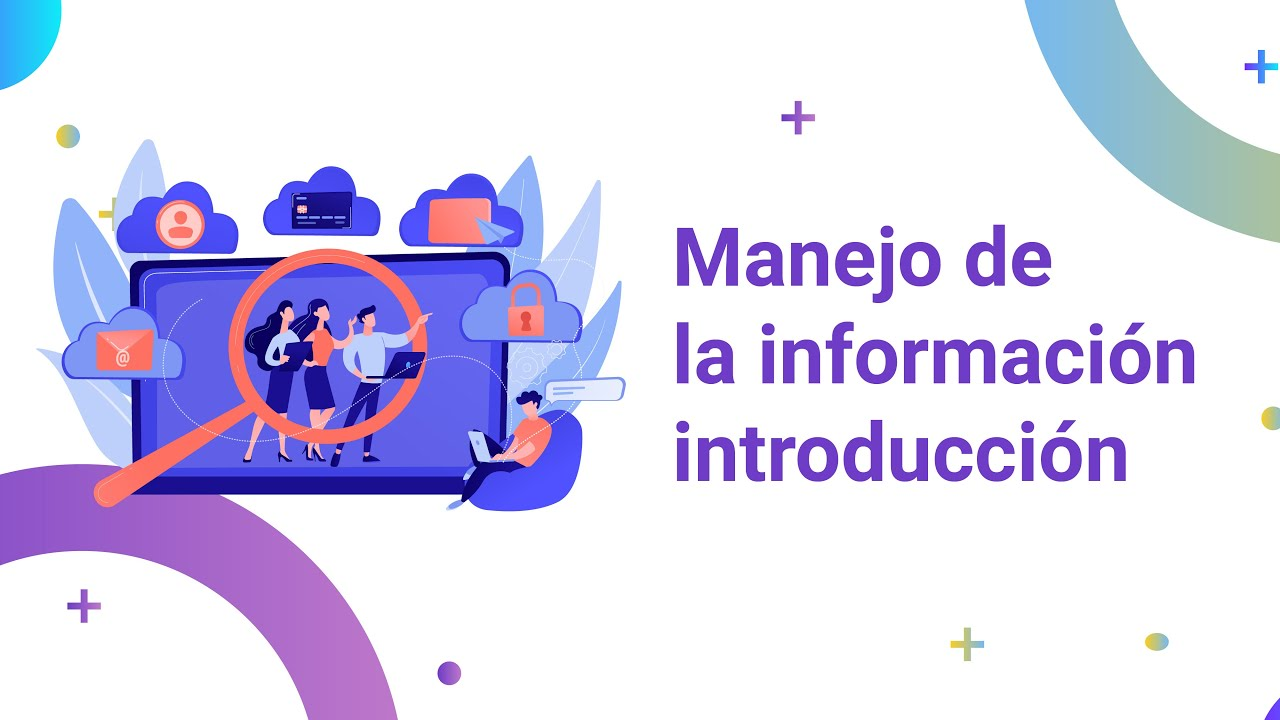 Manejo de
la información
introducción
@